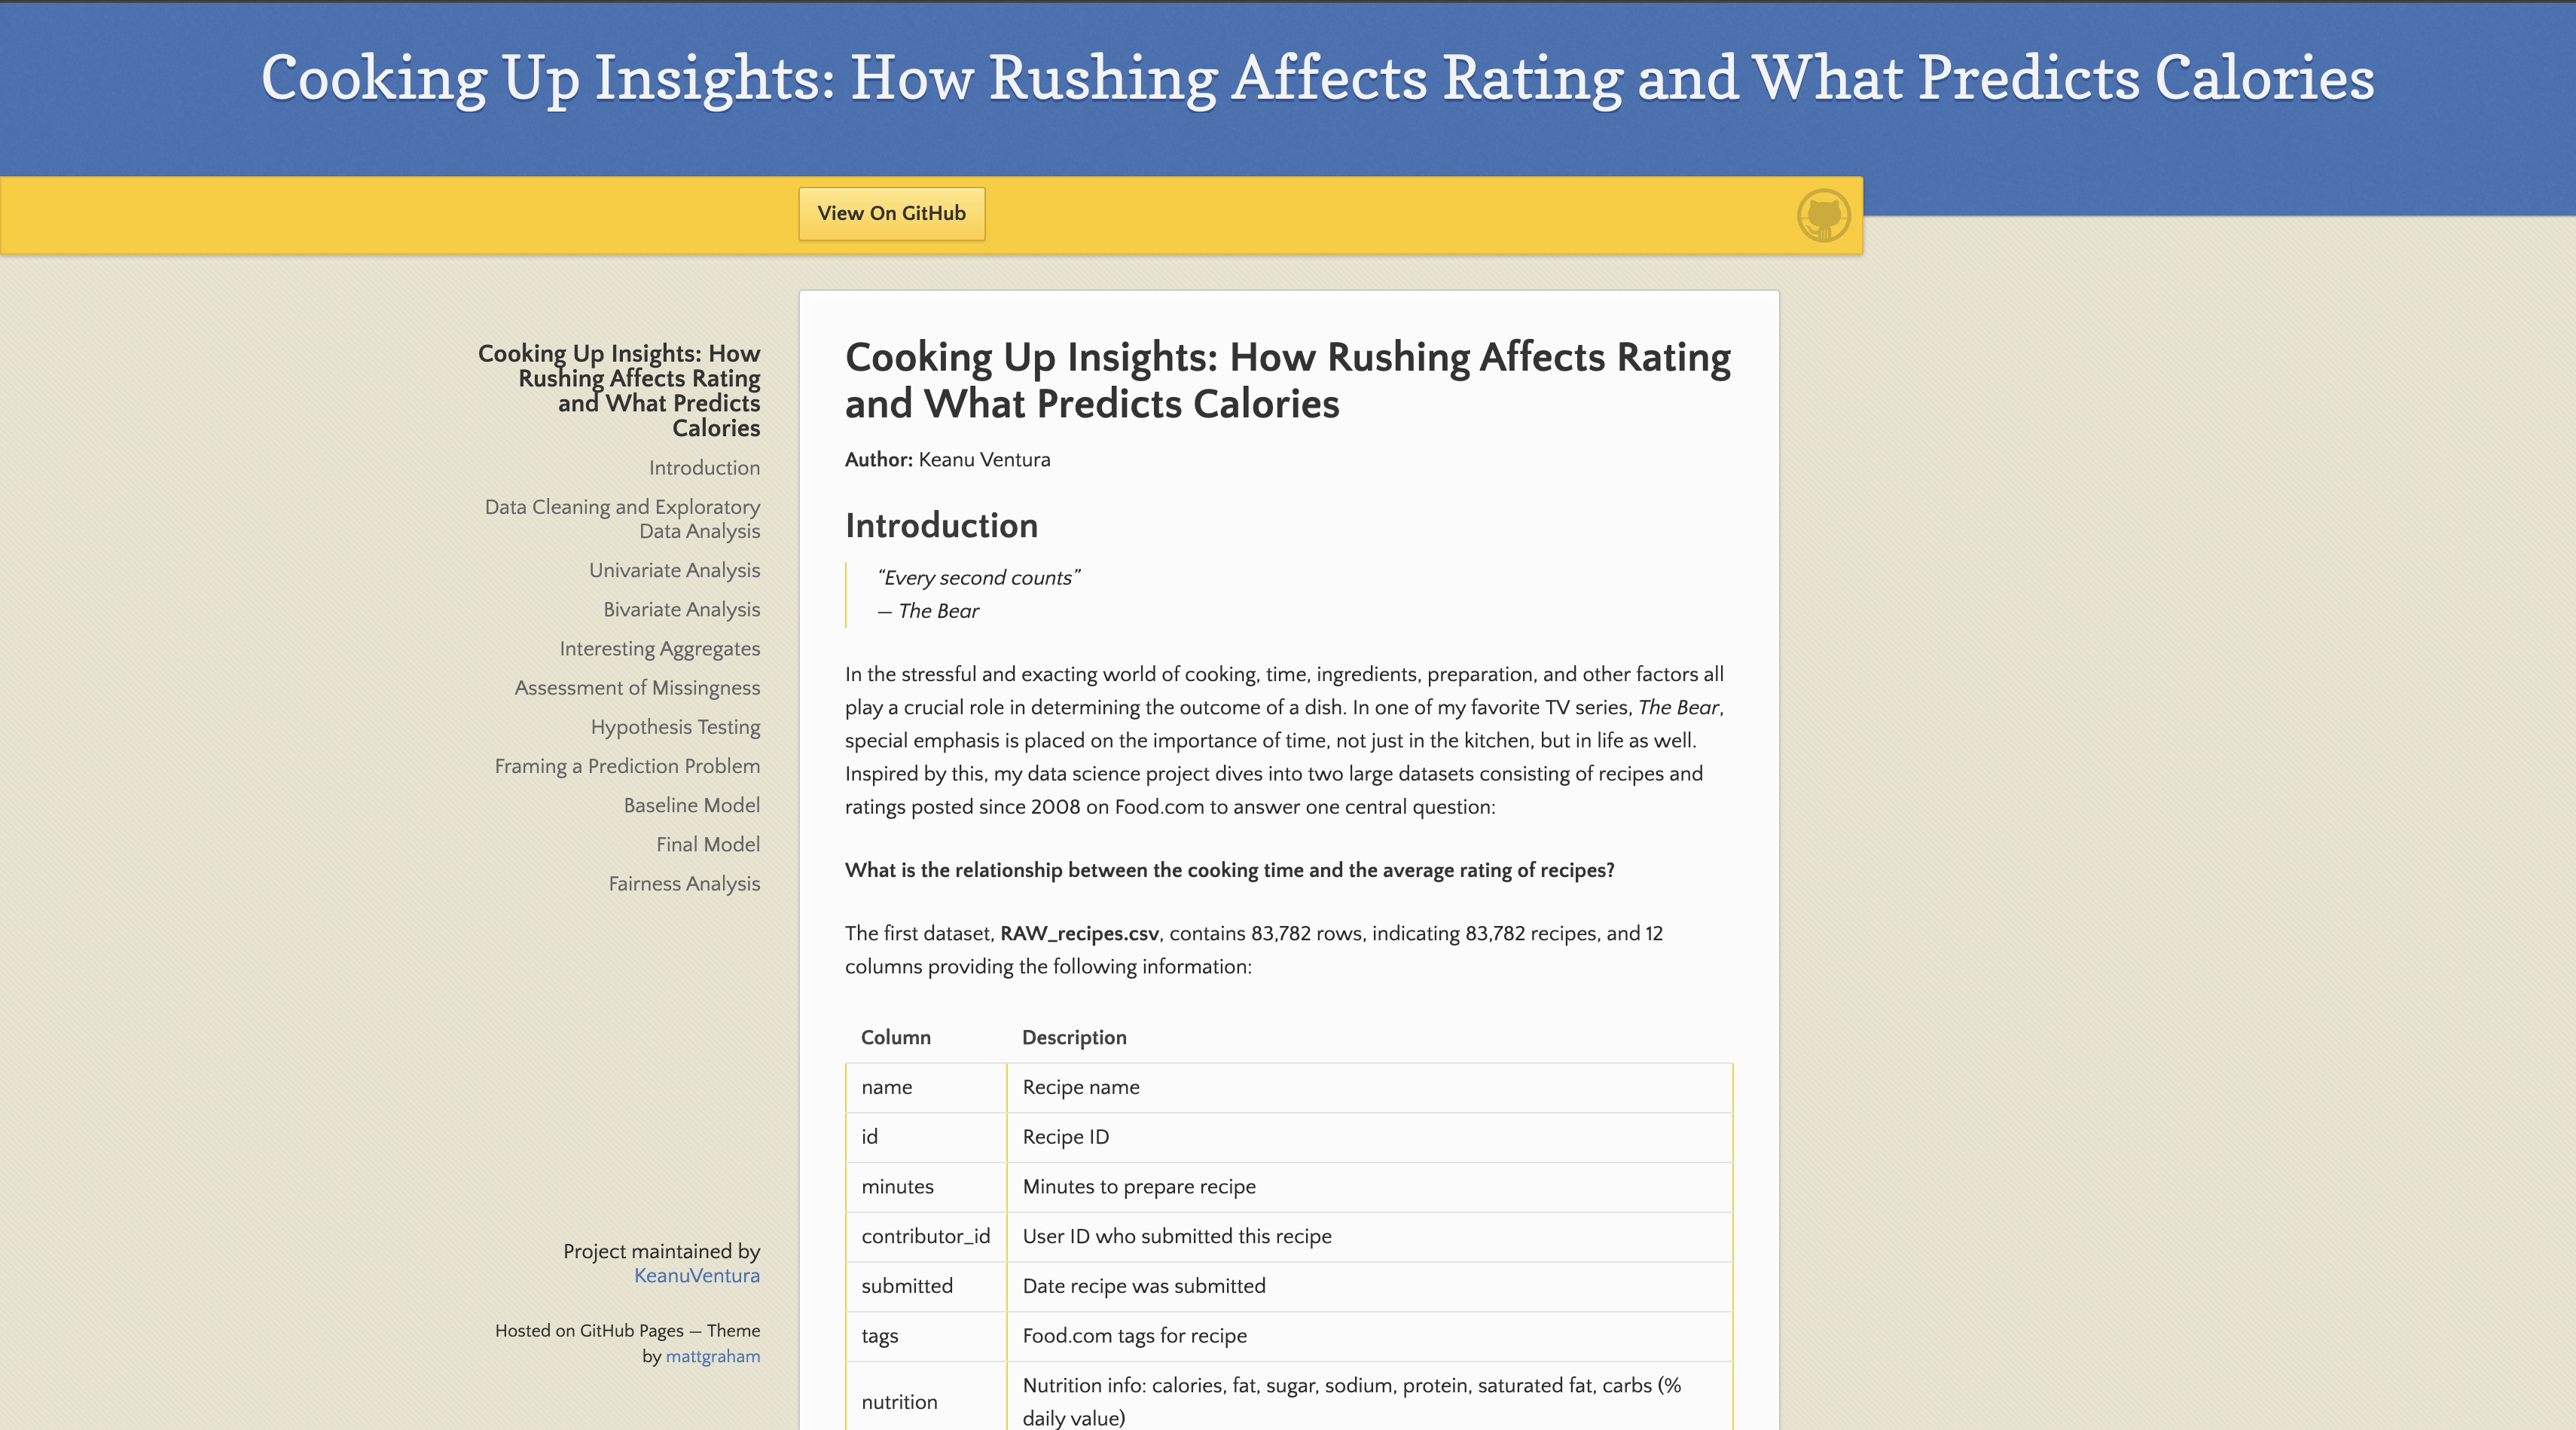 Cooking Up Insights: How Rushing Affects Rating and What Predicts Calories
View On GitHub
Cooking Up Insights: How
Rushing Affects Rating
and What Predicts
Calories
Introduction
Data Cleaning and Exploratory
Data Analysis
Univariate Analysis
Bivariate Analysis
Interesting Aggregates
Assessment of Missingness
Hypothesis Testing
Framing a Prediction Problem
Baseline Model
Final Model
Fairness Analysis
Project maintained by
KeanuVentura
Hosted on GitHub Pages — Theme
by mattgraham
Cooking Up Insights: How Rushing Affects Rating
and What Predicts Calories
Author: Keanu Ventura
Introduction
“Every second counts”
— The Bear
In the stressful and exacting world of cooking, time, ingredients, preparation, and other factors all
play a crucial role in determining the outcome of a dish. In one of my favorite TV series, The Bear,
special emphasis is placed on the importance of time, not just in the kitchen, but in life as well.
Inspired by this, my data science project dives into two large datasets consisting of recipes and
ratings posted since 2008 on Food.com to answer one central question:
What is the relationship between the cooking time and the average rating of recipes?
The first dataset, RAW_recipes.csv, contains 83,782 rows, indicating 83,782 recipes, and 12
columns providing the following information:
Column Description
name Recipe name
id Recipe ID
minutes Minutes to prepare recipe
contributor_id User ID who submitted this recipe
submitted Date recipe was submitted
tags Food.com tags for recipe
nutrition Nutrition info: calories, fat, sugar, sodium, protein, saturated fat, carbs (%
daily value)